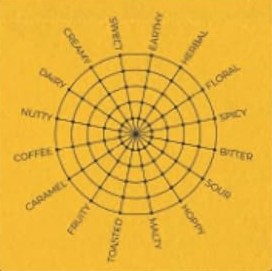 SWEET
EARTHY
HERBAL
FLORAL
SPICY
BITTER
SOUR
HOPPY
MALTY
TOASTED
FRUITY
CARAMEL
COFFEE
NUTTY
DAIRY
CREAMY